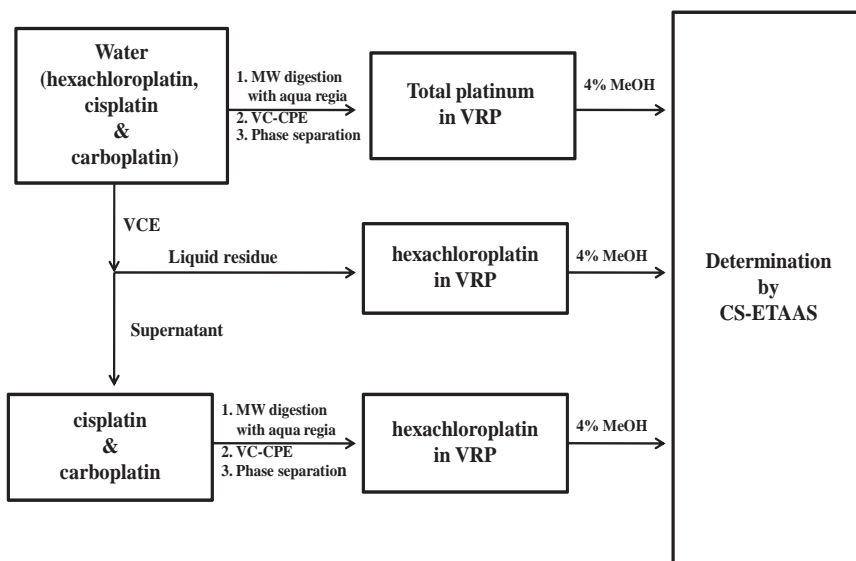 Water
(hexachloroplatin,
cisplatin
&
carboplatin)
1. MW digestion
with aqua regia
2. VC-CPE
3. Phase separation
Total platinum
in VRP
4% MeOH
VCE
Liquid residue
hexachloroplatin
in VRP
4% MeOH
Determination
by
CS-ETAAS
Supernatant
cisplatin
&
carboplatin
1. MW digestion
with aqua regia
2. VC-CPE
3. Phase separation
hexachloroplatin
in VRP
4% MeOH